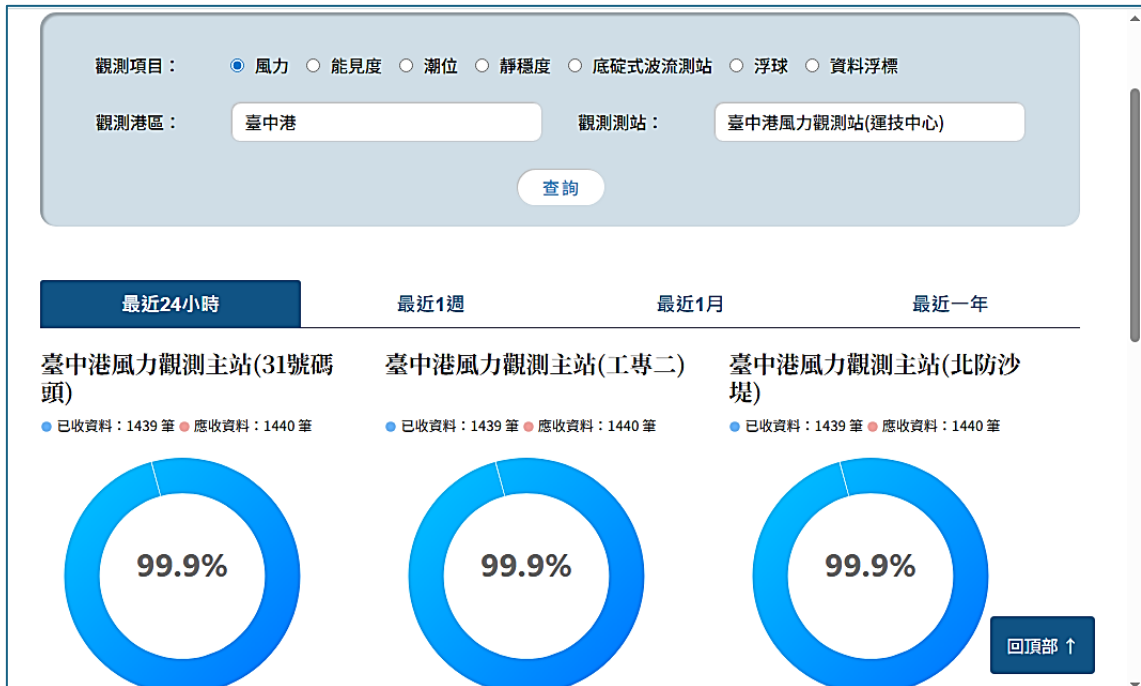 觀測項目： 風力 能見度 潮位 靜穩度 底碇式波流測站 浮球 資料浮標
觀測港區： 臺中港 觀測測站： 臺中港風力觀測站(運技中心)
查詢
最近24小時 最近1週 最近1月 最近一年
臺中港風力觀測主站(31號碼
頭)
已收資料：1439 筆 應收資料：1440 筆
99.9%
臺中港風力觀測主站(工專二)
已收資料：1439 筆 應收資料：1440 筆
99.9%
臺中港風力觀測主站(北防沙
堤)
已收資料：1439 筆 應收資料：1440 筆
99.9%
回頂部 ↑